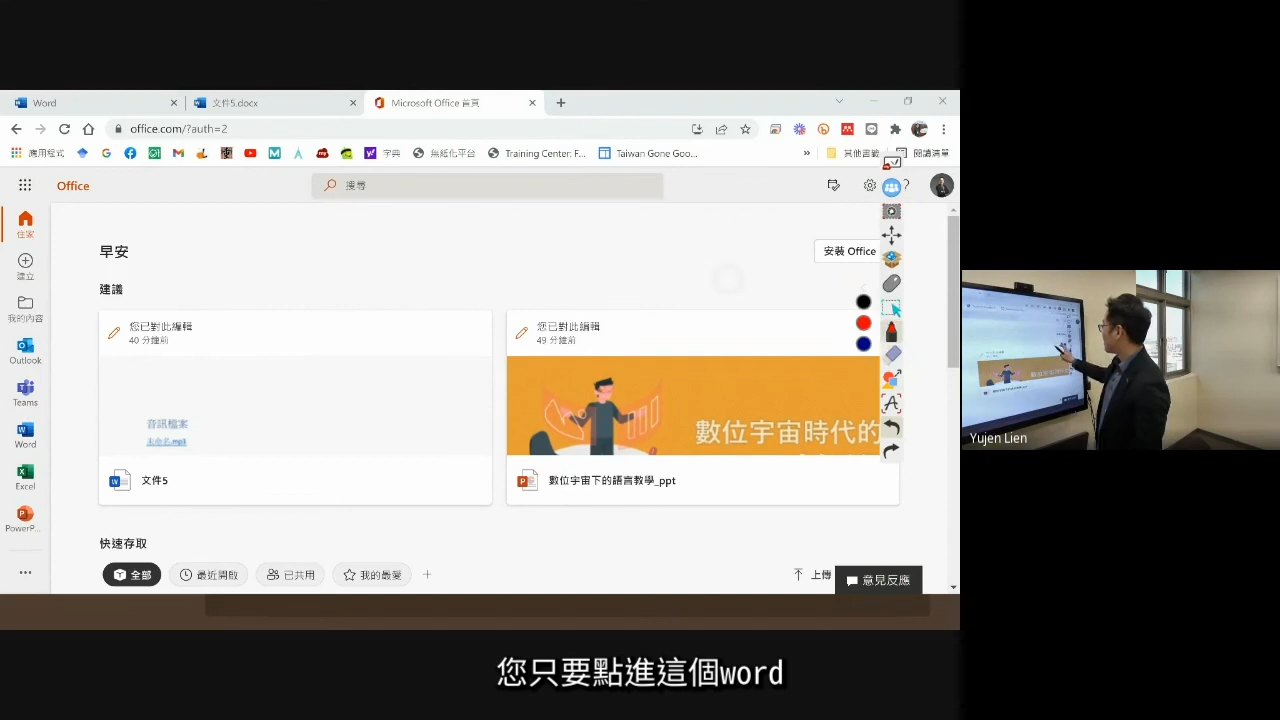 Word
文件5.docx
Microsoft Office 首頁
office.com/?auth=2
應用程式
字典
無紙化平台
Training Center: F...
Taiwan Gone Goo...
»
其他書籤
閱讀清單
Office
搜尋
?
住家
建立
我的內容
Outlook
Teams
Word
Excel
PowerP...
早安
安裝 Office
建議
您已對此編輯
40 分鐘前
音訊檔案
未命名.mp3
文件5
您已對此編輯
49 分鐘前
數位宇宙時代的
數位宇宙下的語言教學_ppt
快速存取
全部
最近開啟
已共用
我的最愛
上傳
意見反應
Yujen Lien
您只要點進這個word